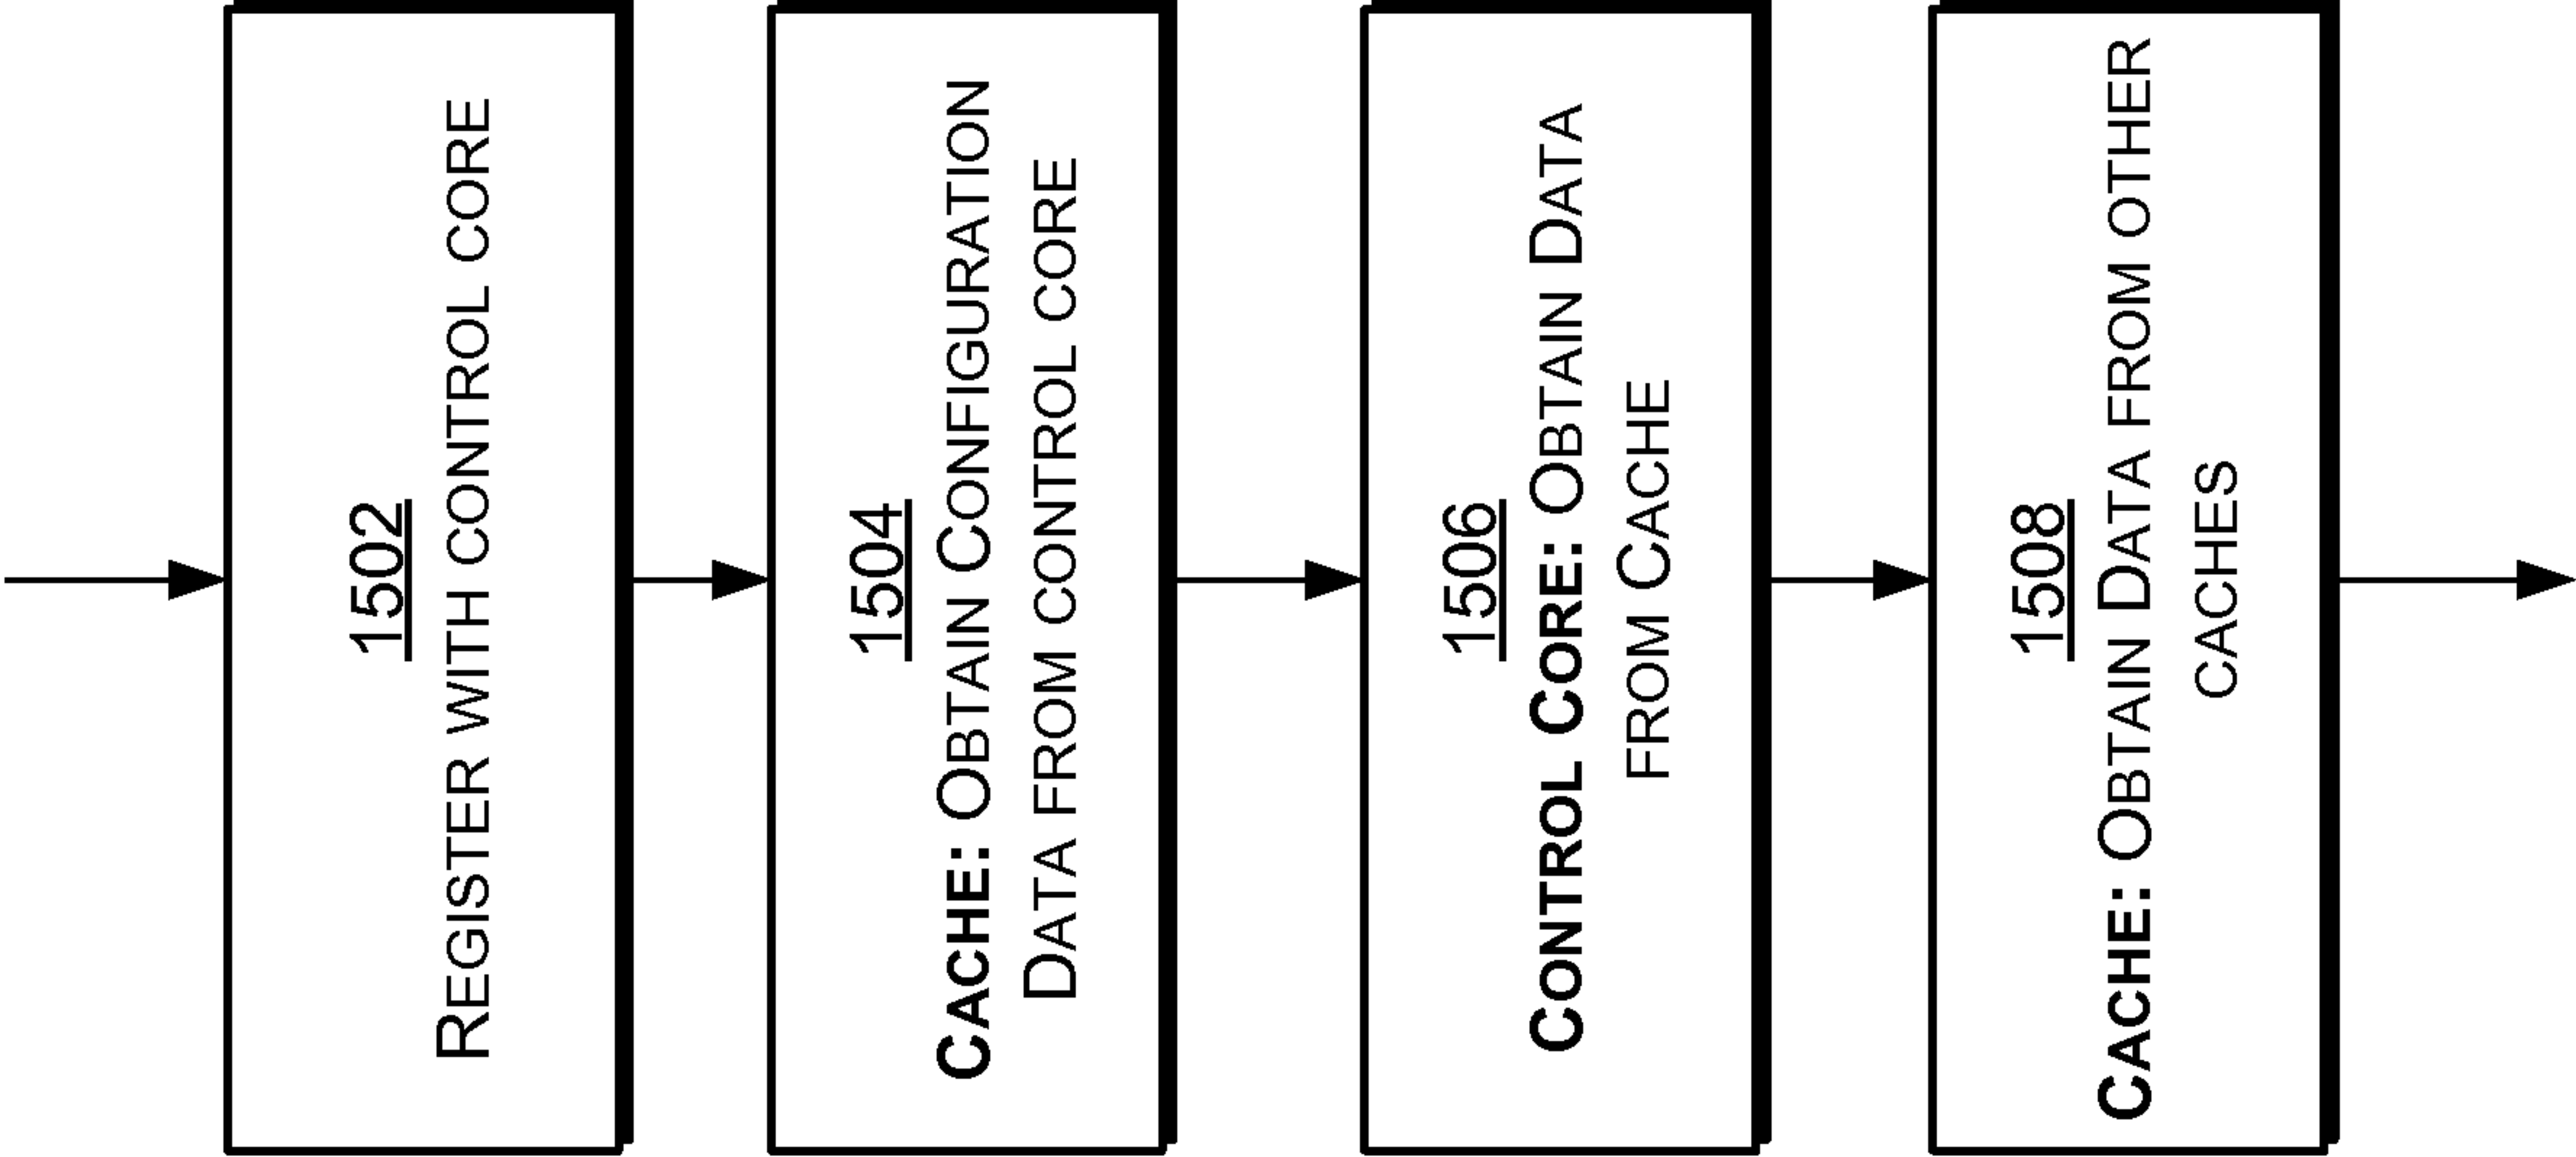 1502
REGISTER WITH CONTROL CORE
1504
CACHE: OBTAIN CONFIGURATION
DATA FROM CONTROL CORE
1506
CONTROL CORE: OBTAIN DATA
FROM CACHE
1508
CACHE: OBTAIN DATA FROM OTHER
CACHES